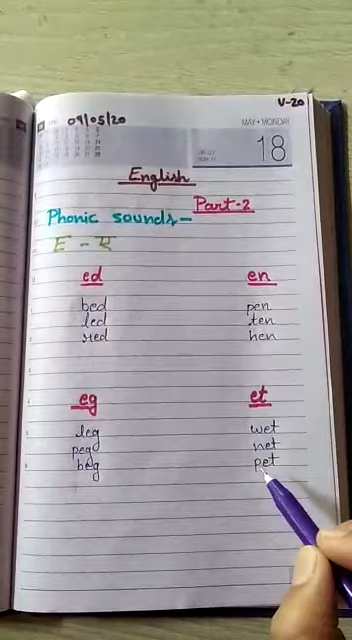 V-20
09/05/20
MAY • MONDAY
18
English
Phonic sounds - Part-2
E - ए
ed
bed
led
red
en
pen
ten
hen
eg
leg
peg
beg
et
wet
net
pet